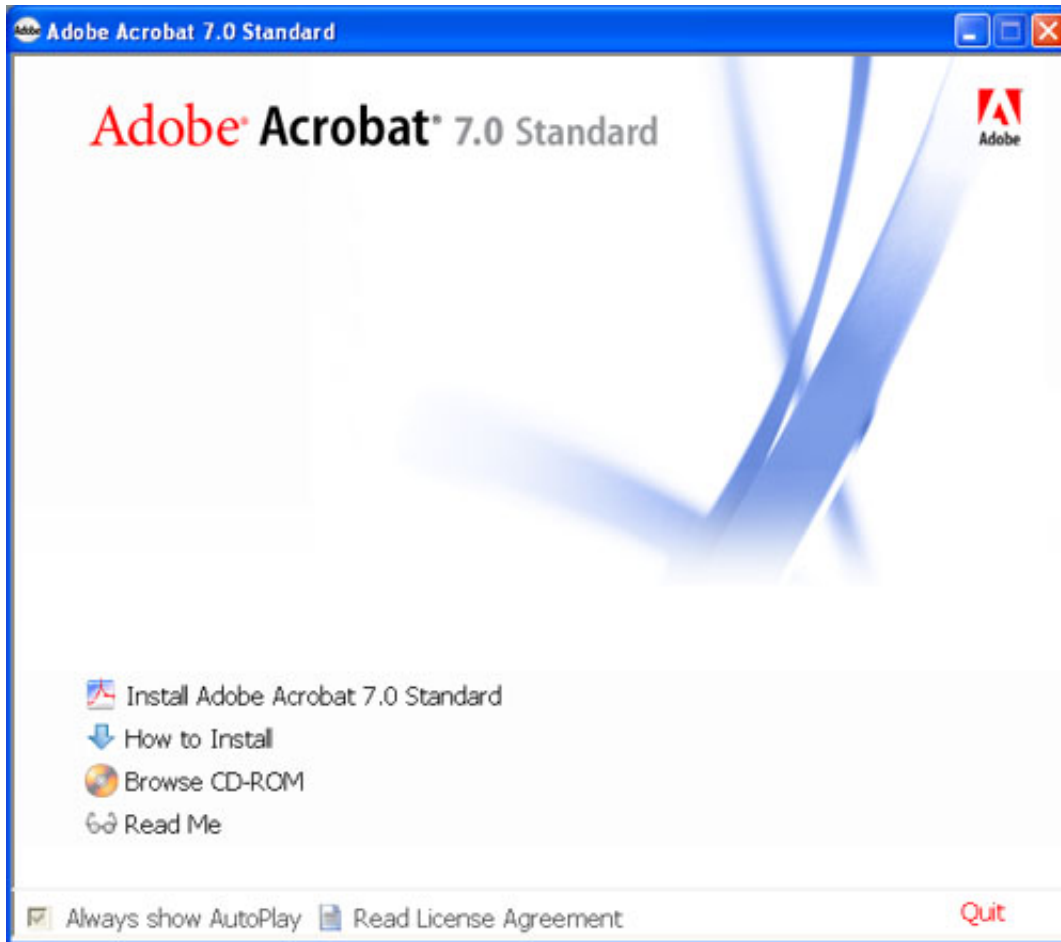 Adobe Acrobat 7.0 Standard
Adobe® Acrobat® 7.0 Standard
Adobe
Install Adobe Acrobat 7.0 Standard
How to Install
Browse CD-ROM
Read Me
Always show AutoPlay Read License Agreement Quit